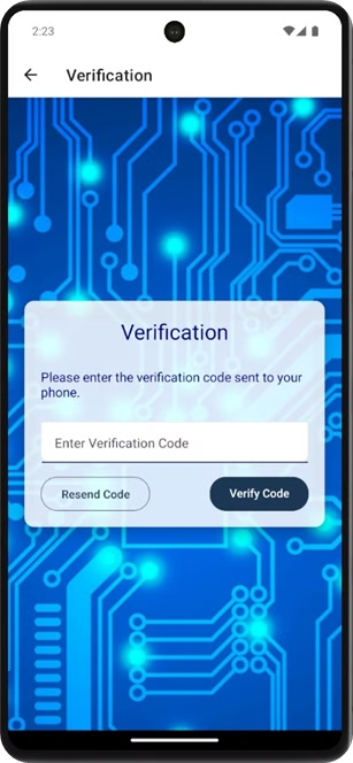 2:23
Verification
Verification
Please enter the verification code sent to your
phone.
Enter Verification Code
Resend Code
Verify Code